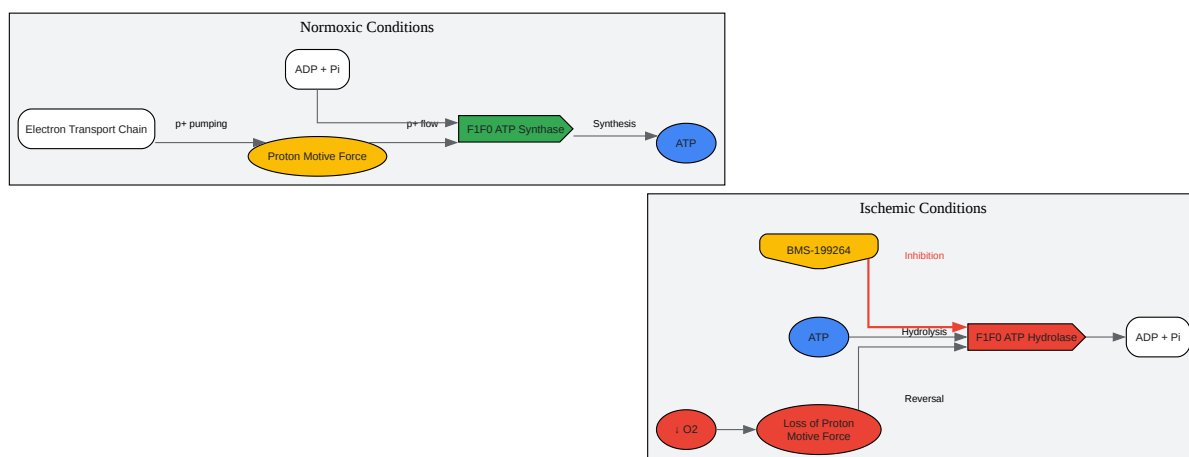 Normoxic Conditions
ADP + Pi
Electron Transport Chain
p+ pumping
Proton Motive Force
p+ flow
F1F0 ATP Synthase
Synthesis
ATP
Ischemic Conditions
BMS-199264
Inhibition
ATP
Hydrolysis
F1F0 ATP Hydrolase
ADP + Pi
Reversal
↓ O2
Loss of Proton
Motive Force